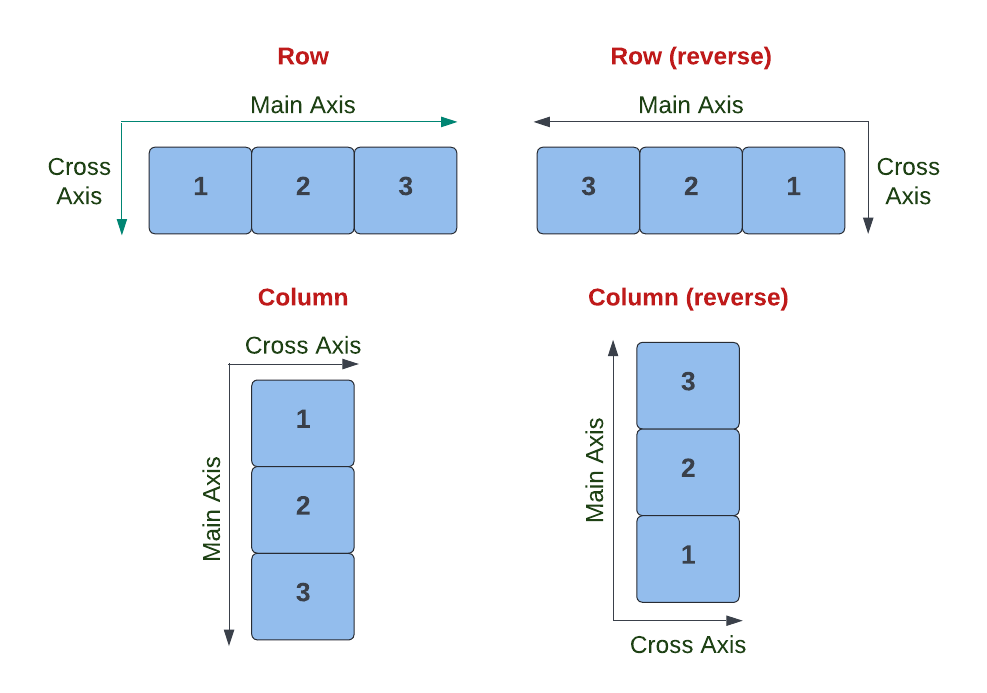 Row
Main Axis
Cross
Axis
1 2 3
Row (reverse)
Main Axis
3 2 1
Cross
Axis
Column
Cross Axis
Main Axis
1
2
3
Column (reverse)
Main Axis
3
2
1
Cross Axis